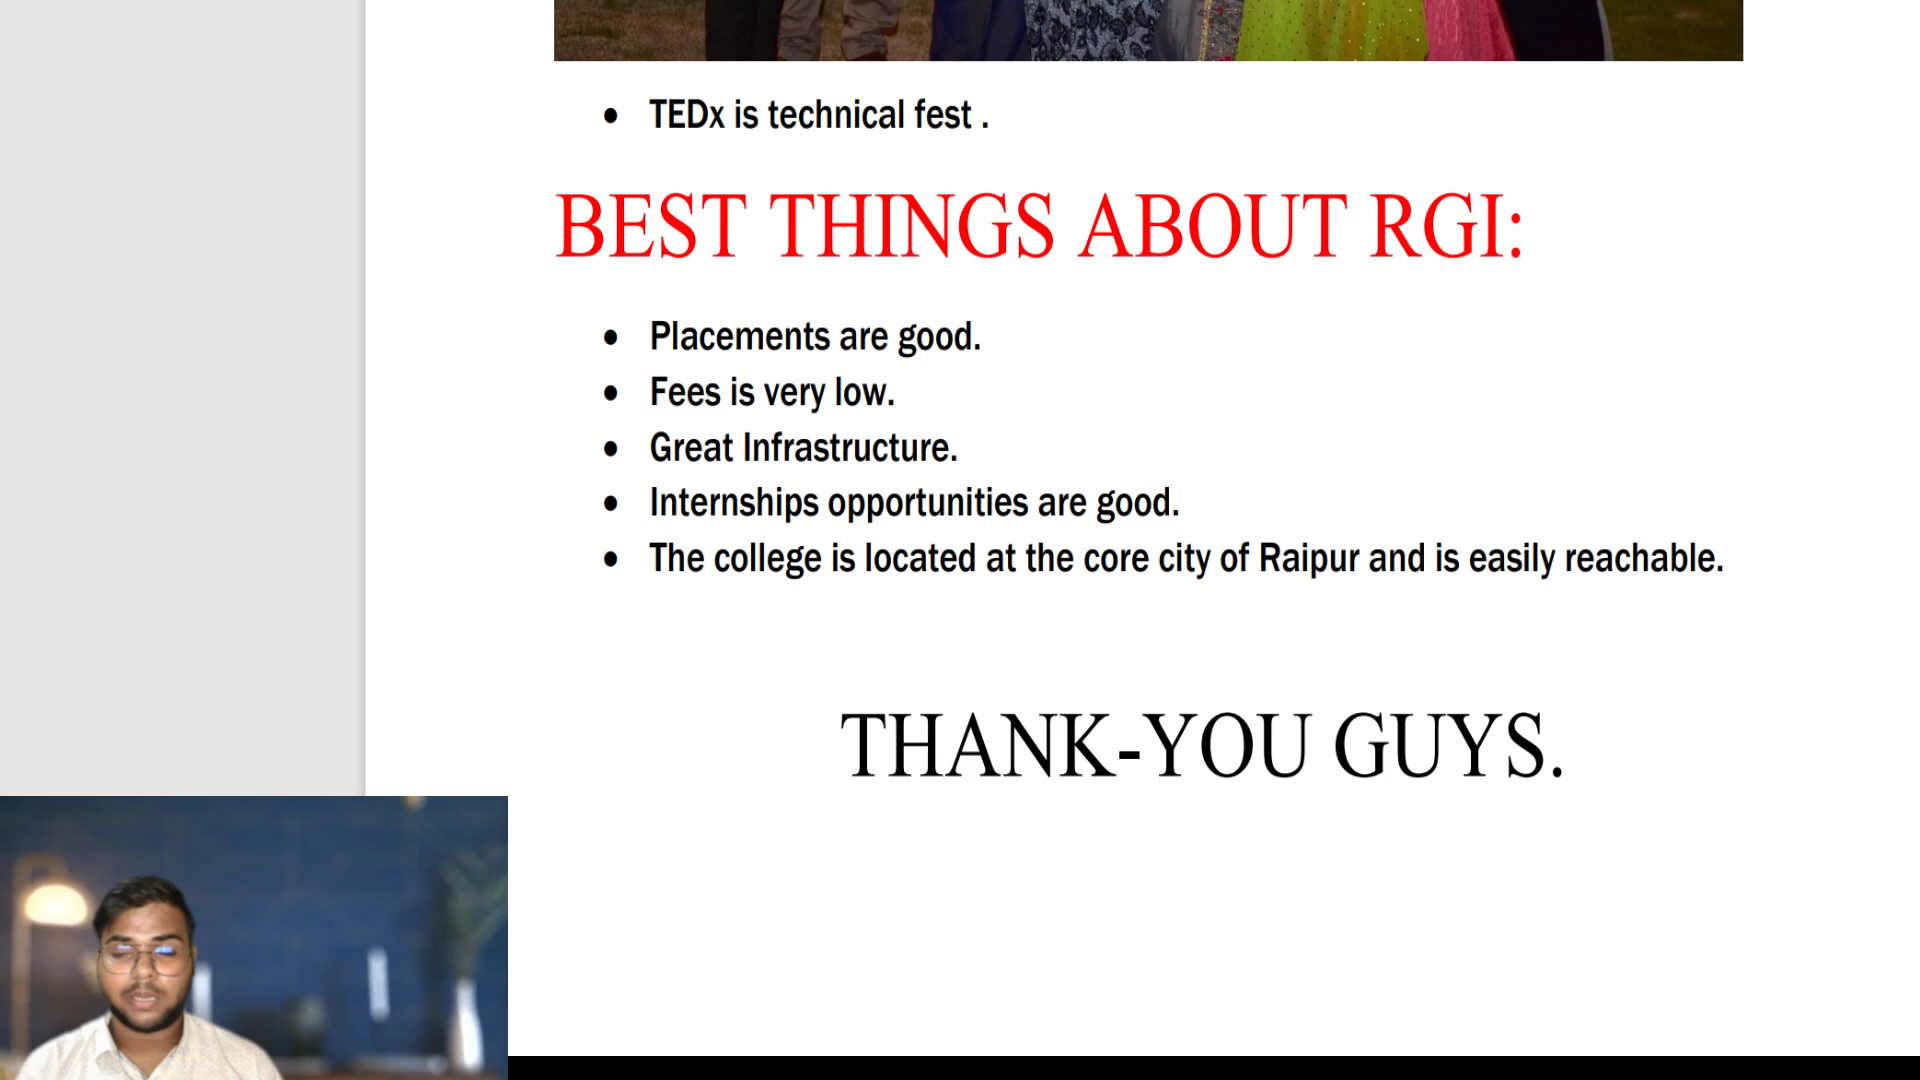 • TEDx is technical fest .
BEST THINGS ABOUT RGI:
• Placements are good.
• Fees is very low.
• Great Infrastructure.
• Internships opportunities are good.
• The college is located at the core city of Raipur and is easily reachable.
THANK-YOU GUYS.